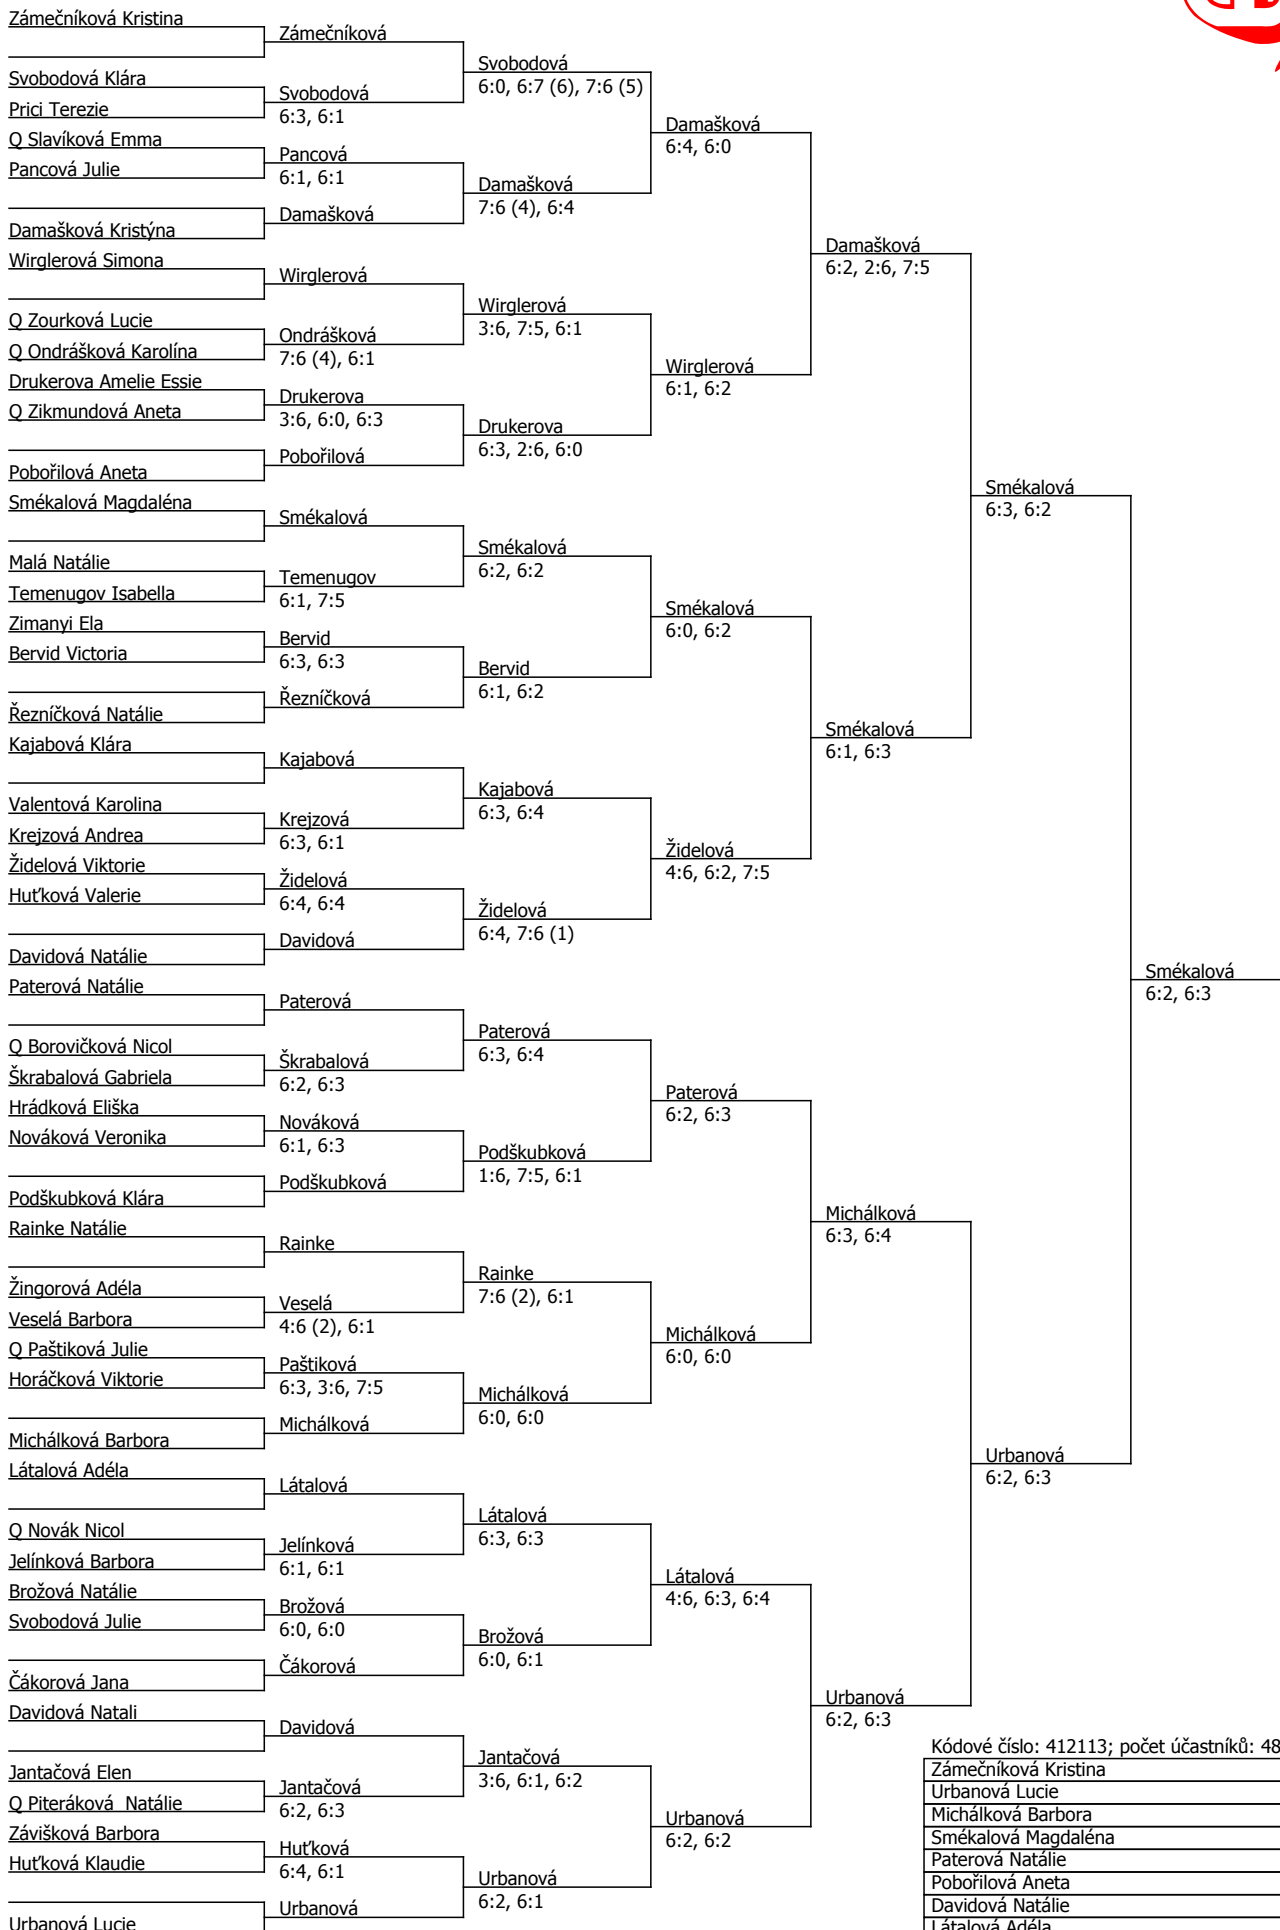 Zámečníková Kristina
Svobodová Klára
Prici Terezie
Q Slavíková Emma
Pancová Julie
Damašková Kristýna
Wirglerová Simona
Q Zourková Lucie
Q Ondrášková Karolína
Drukerova Amelie Essie
Q Zikmundová Aneta
Pobořilová Aneta
Smékalová Magdaléna
Malá Natálie
Temenugov Isabella
Zimanyi Ela
Bervid Victoria
Řezníčková Natálie
Kajabová Klára
Valentová Karolina
Krejzová Andrea
Židelová Viktorie
Huťková Valerie
Davidová Natálie
Paterová Natálie
Q Borovičková Nicol
Škrabalová Gabriela
Hrádková Eliška
Nováková Veronika
Podškubková Klára
Rainke Natálie
Žingorová Adéla
Veselá Barbora
Q Paštiková Julie
Horáčková Viktorie
Michálková Barbora
Látalová Adéla
Q Novák Nicol
Jelínková Barbora
Brožová Natálie
Svobodová Julie
Čákorová Jana
Davidová Natali
Jantačová Elen
Q Piteráková  Natálie
Závišková Barbora
Huťková Klaudie
Urbanová Lucie
Zámečníková
Svobodová
6:3, 6:1
Pancová
6:1, 6:1
Damašková
Wirglerová
Ondrášková
7:6 (4), 6:1
Drukerova
3:6, 6:0, 6:3
Pobořilová
Smékalová
Temenugov
6:1, 7:5
Bervid
6:3, 6:3
Řezníčková
Kajabová
Krejzová
6:3, 6:1
Židelová
6:4, 6:4
Davidová
Paterová
Škrabalová
6:2, 6:3
Nováková
6:1, 6:3
Podškubková
Rainke
Veselá
4:6 (2), 6:1
Paštiková
6:3, 3:6, 7:5
Michálková
Látalová
Jelínková
6:1, 6:1
Brožová
6:0, 6:0
Čákorová
Davidová
Jantačová
6:2, 6:3
Huťková
6:4, 6:1
Urbanová
Svobodová
6:0, 6:7 (6), 7:6 (5)
Damašková
7:6 (4), 6:4
Wirglerová
3:6, 7:5, 6:1
Drukerova
6:3, 2:6, 6:0
Smékalová
6:2, 6:2
Bervid
6:1, 6:2
Kajabová
6:3, 6:4
Židelová
6:4, 7:6 (1)
Paterová
6:3, 6:4
Podškubková
1:6, 7:5, 6:1
Rainke
7:6 (2), 6:1
Michálková
6:0, 6:0
Látalová
6:3, 6:3
Brožová
6:0, 6:1
Jantačová
3:6, 6:1, 6:2
Urbanová
6:2, 6:1
Damašková
6:4, 6:0
Wirglerová
6:1, 6:2
Smékalová
6:0, 6:2
Židelová
4:6, 6:2, 7:5
Paterová
6:2, 6:3
Michálková
6:0, 6:0
Látalová
4:6, 6:3, 6:4
Urbanová
6:2, 6:2
Damašková
6:2, 2:6, 7:5
Smékalová
6:1, 6:3
Michálková
6:3, 6:4
Urbanová
6:2, 6:3
Smékalová
6:3, 6:2
Urbanová
6:2, 6:3
Smékalová
6:2, 6:3
Kódové číslo: 412113; počet účastníků: 48
Zámečníková Kristina
Urbanová Lucie
Michálková Barbora
Smékalová Magdaléna
Paterová Natálie
Pobořilová Aneta
Davidová Natálie
Látalová Adéla